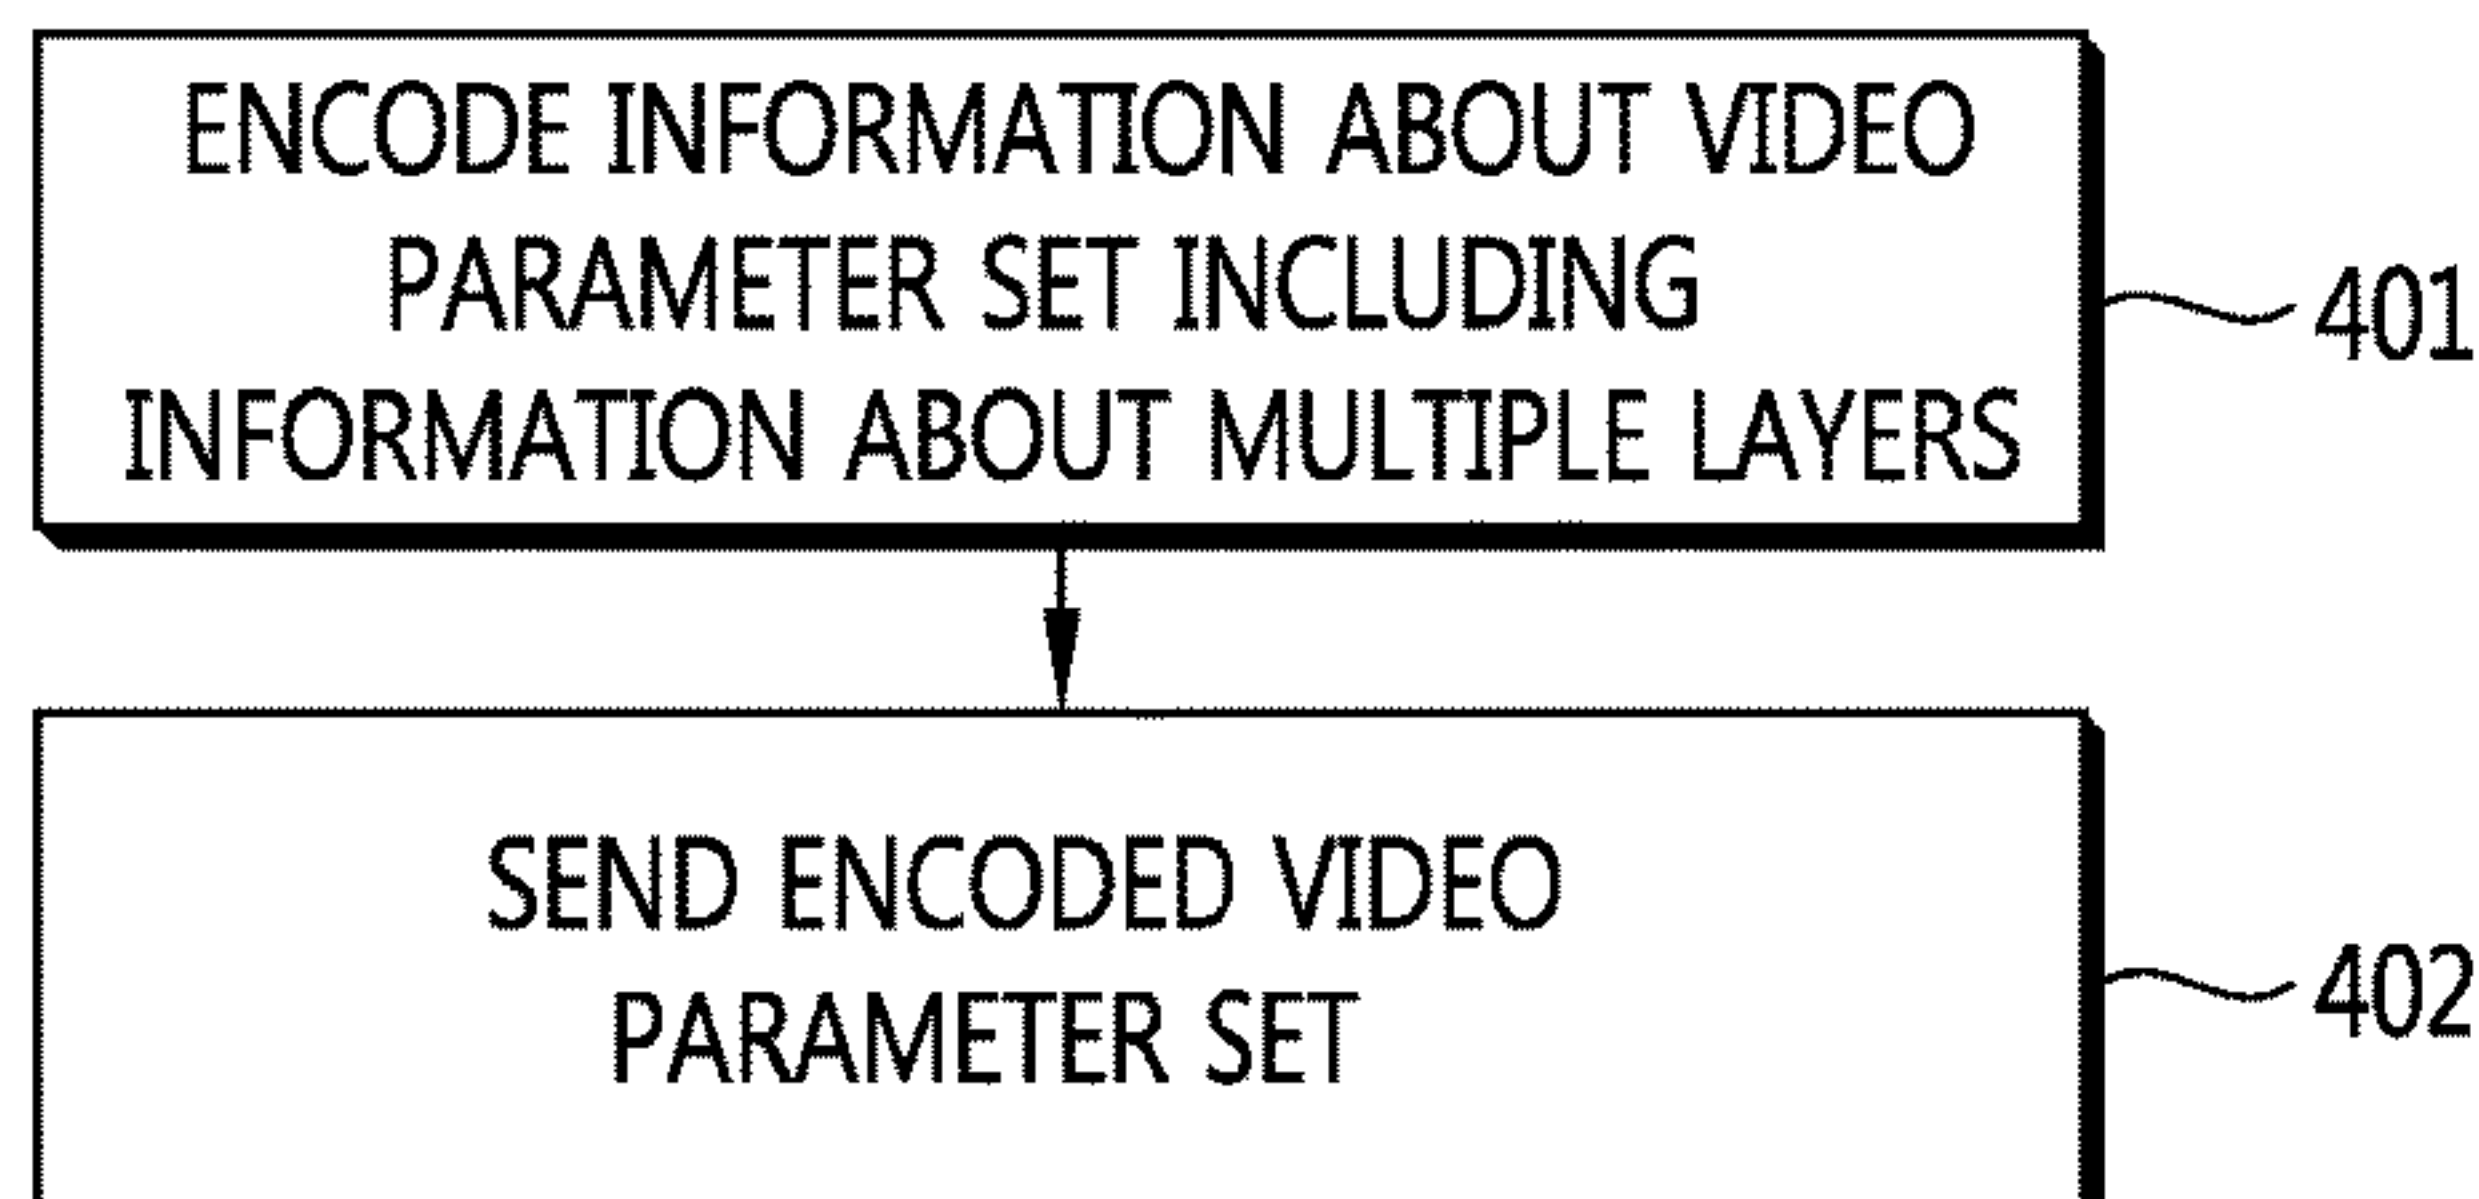 ENCODE INFORMATION ABOUT VIDEO
PARAMETER SET INCLUDING
INFORMATION ABOUT MULTIPLE LAYERS
401
SEND ENCODED VIDEO
PARAMETER SET
402